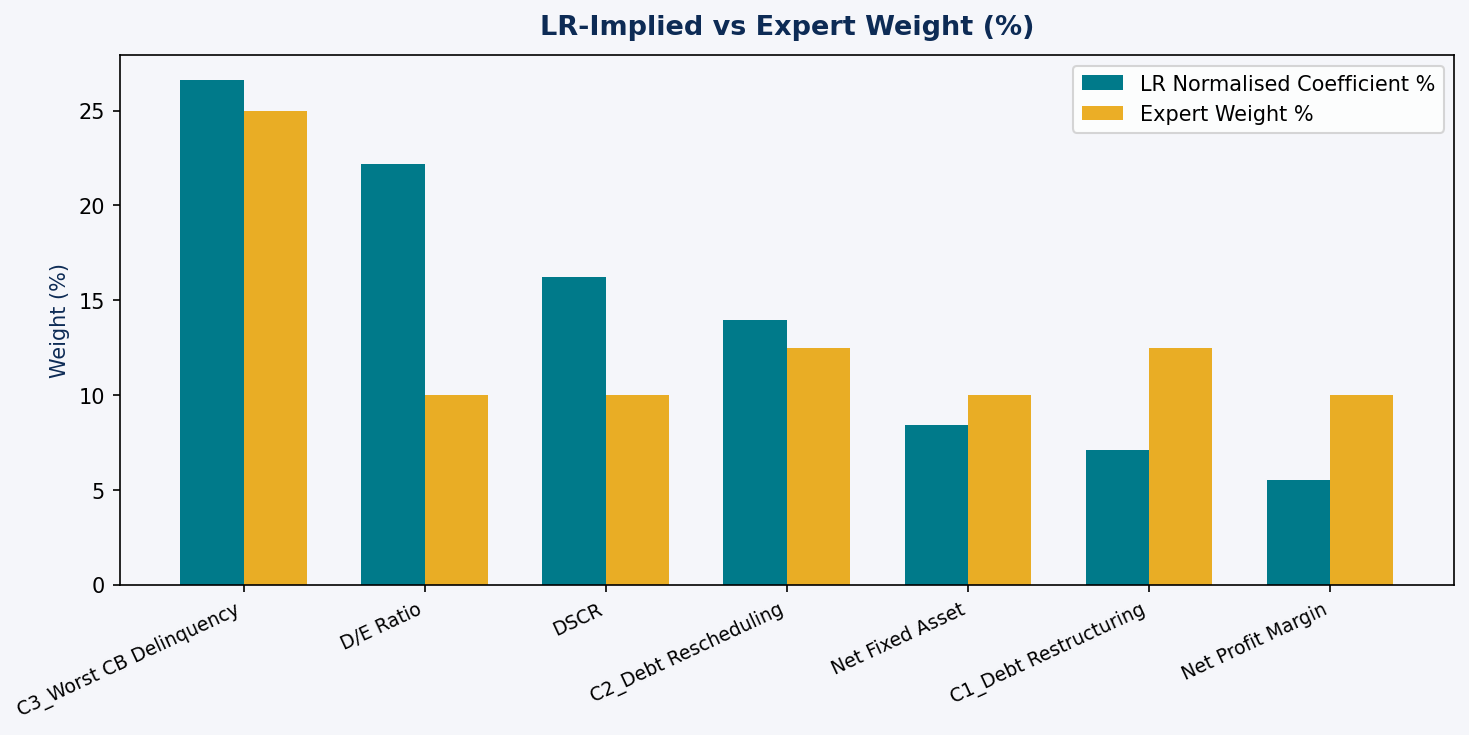 LR-Implied vs Expert Weight (%)
LR Normalised Coefficient %
Expert Weight %
Weight (%)
25
20
15
10
5
0
C3_Worst CB Delinquency
D/E Ratio
DSCR
C2_Debt Rescheduling
Net Fixed Asset
C1_Debt Restructuring
Net Profit Margin